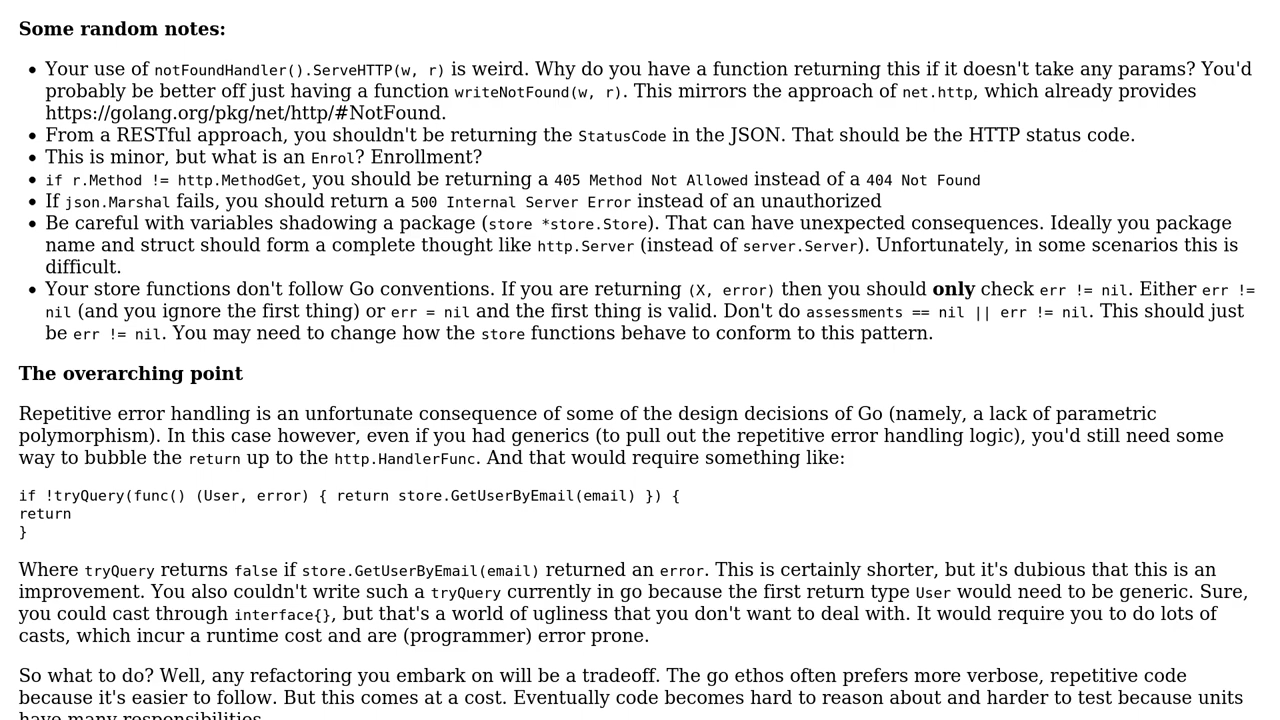 Some random notes:
• Your use of notFoundHandler().ServeHTTP(w, r) is weird. Why do you have a function returning this if it doesn't take any params? You'd
probably be better off just having a function writeNotFound(w, r). This mirrors the approach of net.http, which already provides
https://golang.org/pkg/net/http/#NotFound.
• From a RESTful approach, you shouldn't be returning the StatusCode in the JSON. That should be the HTTP status code.
• This is minor, but what is an Enrol? Enrollment?
• if r.Method != http.MethodGet, you should be returning a 405 Method Not Allowed instead of a 404 Not Found
• If json.Marshal fails, you should return a 500 Internal Server Error instead of an unauthorized
• Be careful with variables shadowing a package (store *store.Store). That can have unexpected consequences. Ideally you package
name and struct should form a complete thought like http.Server (instead of server.Server). Unfortunately, in some scenarios this is
difficult.
• Your store functions don't follow Go conventions. If you are returning (X, error) then you should only check err != nil. Either err !=
nil (and you ignore the first thing) or err = nil and the first thing is valid. Don't do assessments == nil || err != nil. This should just
be err != nil. You may need to change how the store functions behave to conform to this pattern.
The overarching point
Repetitive error handling is an unfortunate consequence of some of the design decisions of Go (namely, a lack of parametric
polymorphism). In this case however, even if you had generics (to pull out the repetitive error handling logic), you'd still need some
way to bubble the return up to the http.HandlerFunc. And that would require something like:
if !tryQuery(func() (User, error) { return store.GetUserByEmail(email) }) {
return
}
Where tryQuery returns false if store.GetUserByEmail(email) returned an error. This is certainly shorter, but it's dubious that this is an
improvement. You also couldn't write such a tryQuery currently in go because the first return type User would need to be generic. Sure,
you could cast through interface{}, but that's a world of ugliness that you don't want to deal with. It would require you to do lots of
casts, which incur a runtime cost and are (programmer) error prone.
So what to do? Well, any refactoring you embark on will be a tradeoff. The go ethos often prefers more verbose, repetitive code
because it's easier to follow. But this comes at a cost. Eventually code becomes hard to reason about and harder to test because units
have many responsibilities.